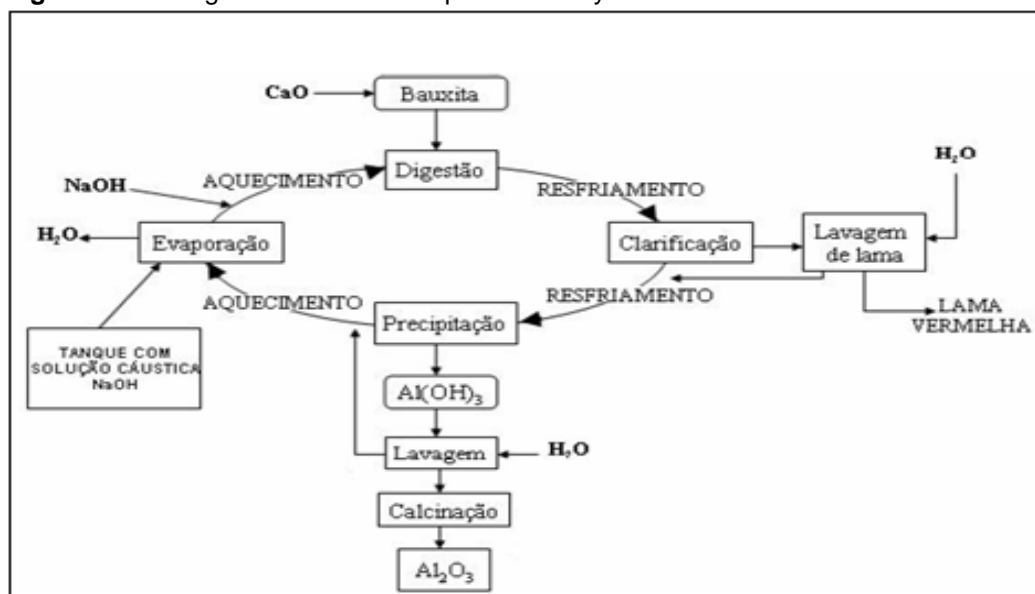 CaO
Bauxita
Digestão
H₂O
NaOH
AQUECIMENTO
RESFRIAMENTO
H₂O
Evaporação
Clarificação
Lavagem
de lama
AQUECIMENTO
RESFRIAMENTO
LAMA
VERMELHA
Precipitação
TANQUE COM
SOLUÇÃO CÁUSTICA
NaOH
Al(OH)₃
Lavagem
H₂O
Calcinação
Al₂O₃